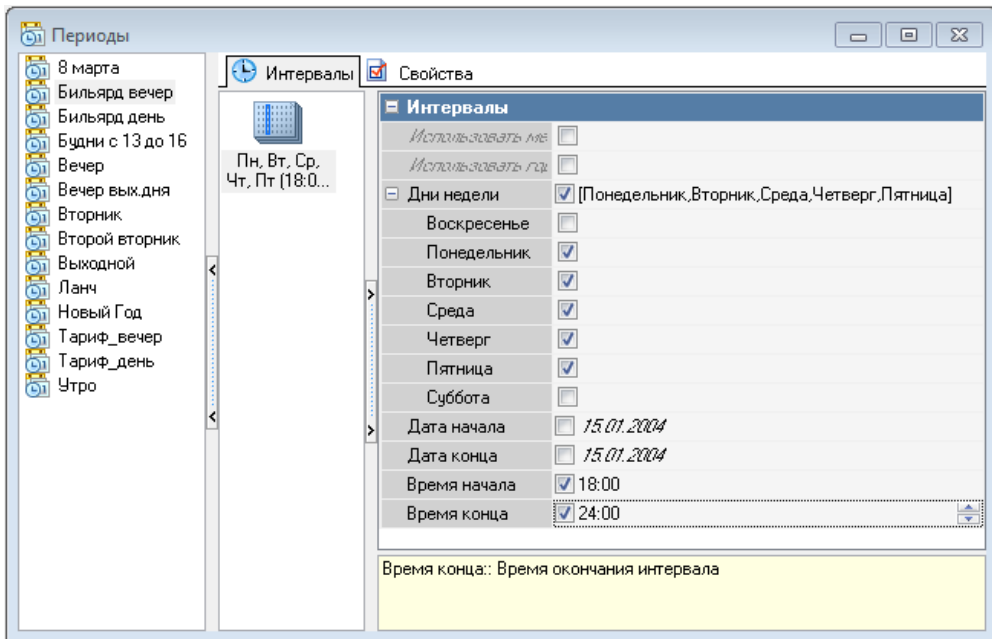 Периоды
8 марта
Бильярд вечер
Бильярд день
Будни с 13 до 16
Вечер
Вечер вых.дня
Вторник
Второй вторник
Выходной
Ланч
Новый Год
Тариф_вечер
Тариф_день
Утро
Интервалы Свойства
Пн, Вт, Ср,
Чт, Пт (18:0...
Интервалы
Использовать ме
Использовать
Дни недели [Понедельник,Вторник,Среда,Четверг,Пятница]
Воскресенье
Понедельник
Вторник
Среда
Четверг
Пятница
Суббота
Дата начала 15.01.2004
Дата конца 15.01.2004
Время начала 18:00
Время конца 24:00
Время конца:: Время окончания интервала